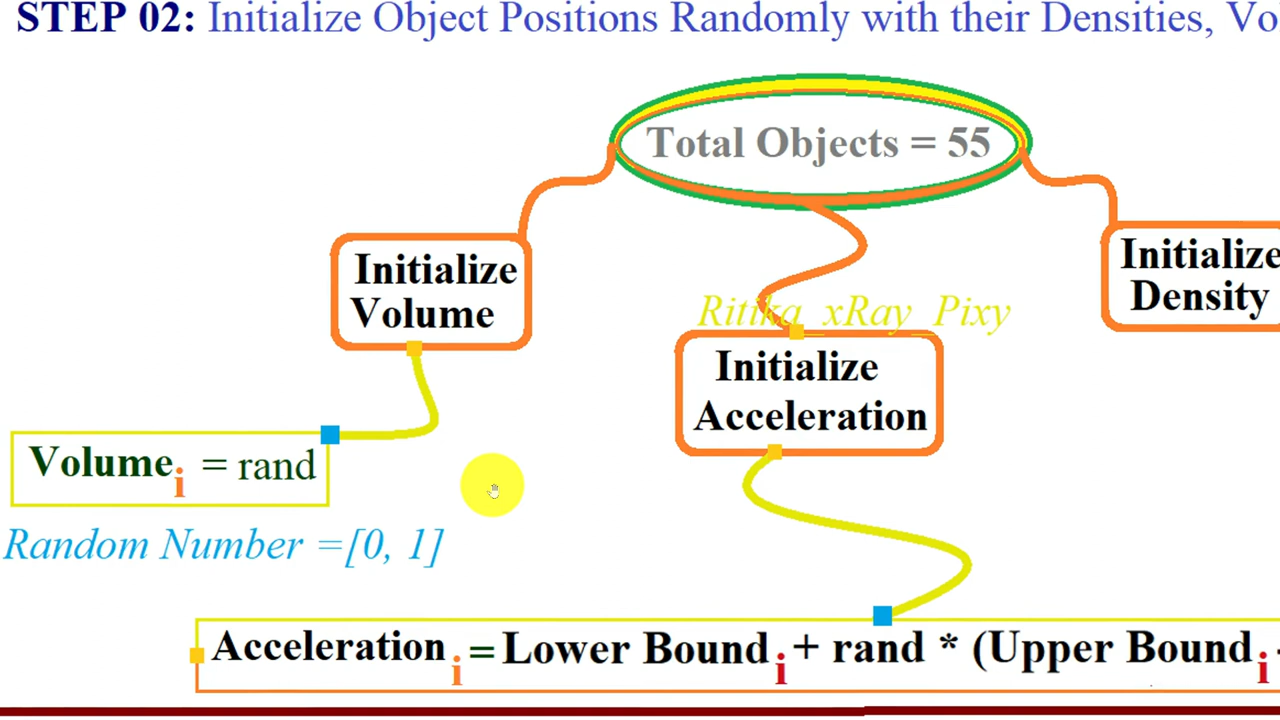 STEP 02: Initialize Object Positions Randomly with their Densities, Vo
Total Objects = 55
Initialize
Volume
Initialize
Density
Ritika_xRay_Pixy
Initialize
Acceleration
Volume i = rand
Random Number =[0, 1]
Acceleration i = Lower Bound i + rand * (Upper Bound i -